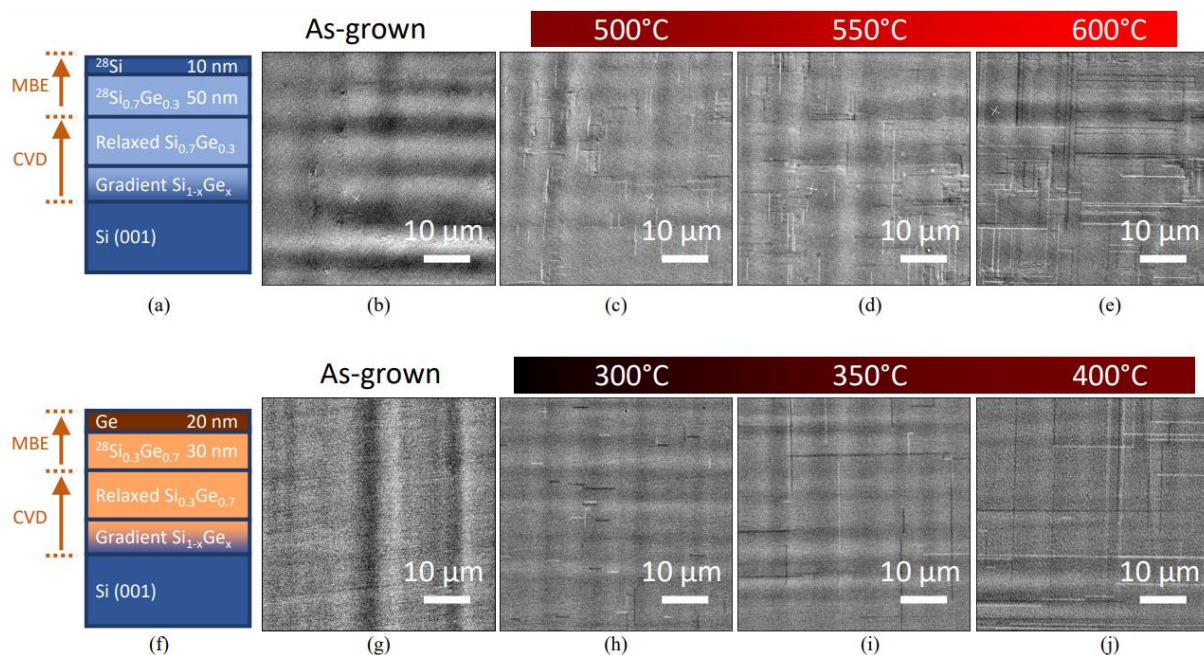 As-grown 500°C 550°C 600°C
MBE
²⁸Si 10 nm
²⁸Si₀.₇Ge₀.₃ 50 nm
CVD
Relaxed Si₀.₇Ge₀.₃
Gradient Si₁₋ₓGeₓ
Si (001)
10 μm 10 μm 10 μm 10 μm
(a) (b) (c) (d) (e)
As-grown 300°C 350°C 400°C
MBE
Ge 20 nm
²⁸Si₀.₃Ge₀.₇ 30 nm
CVD
Relaxed Si₀.₃Ge₀.₇
Gradient Si₁₋ₓGeₓ
Si (001)
10 μm 10 μm 10 μm 10 μm
(f) (g) (h) (i) (j)